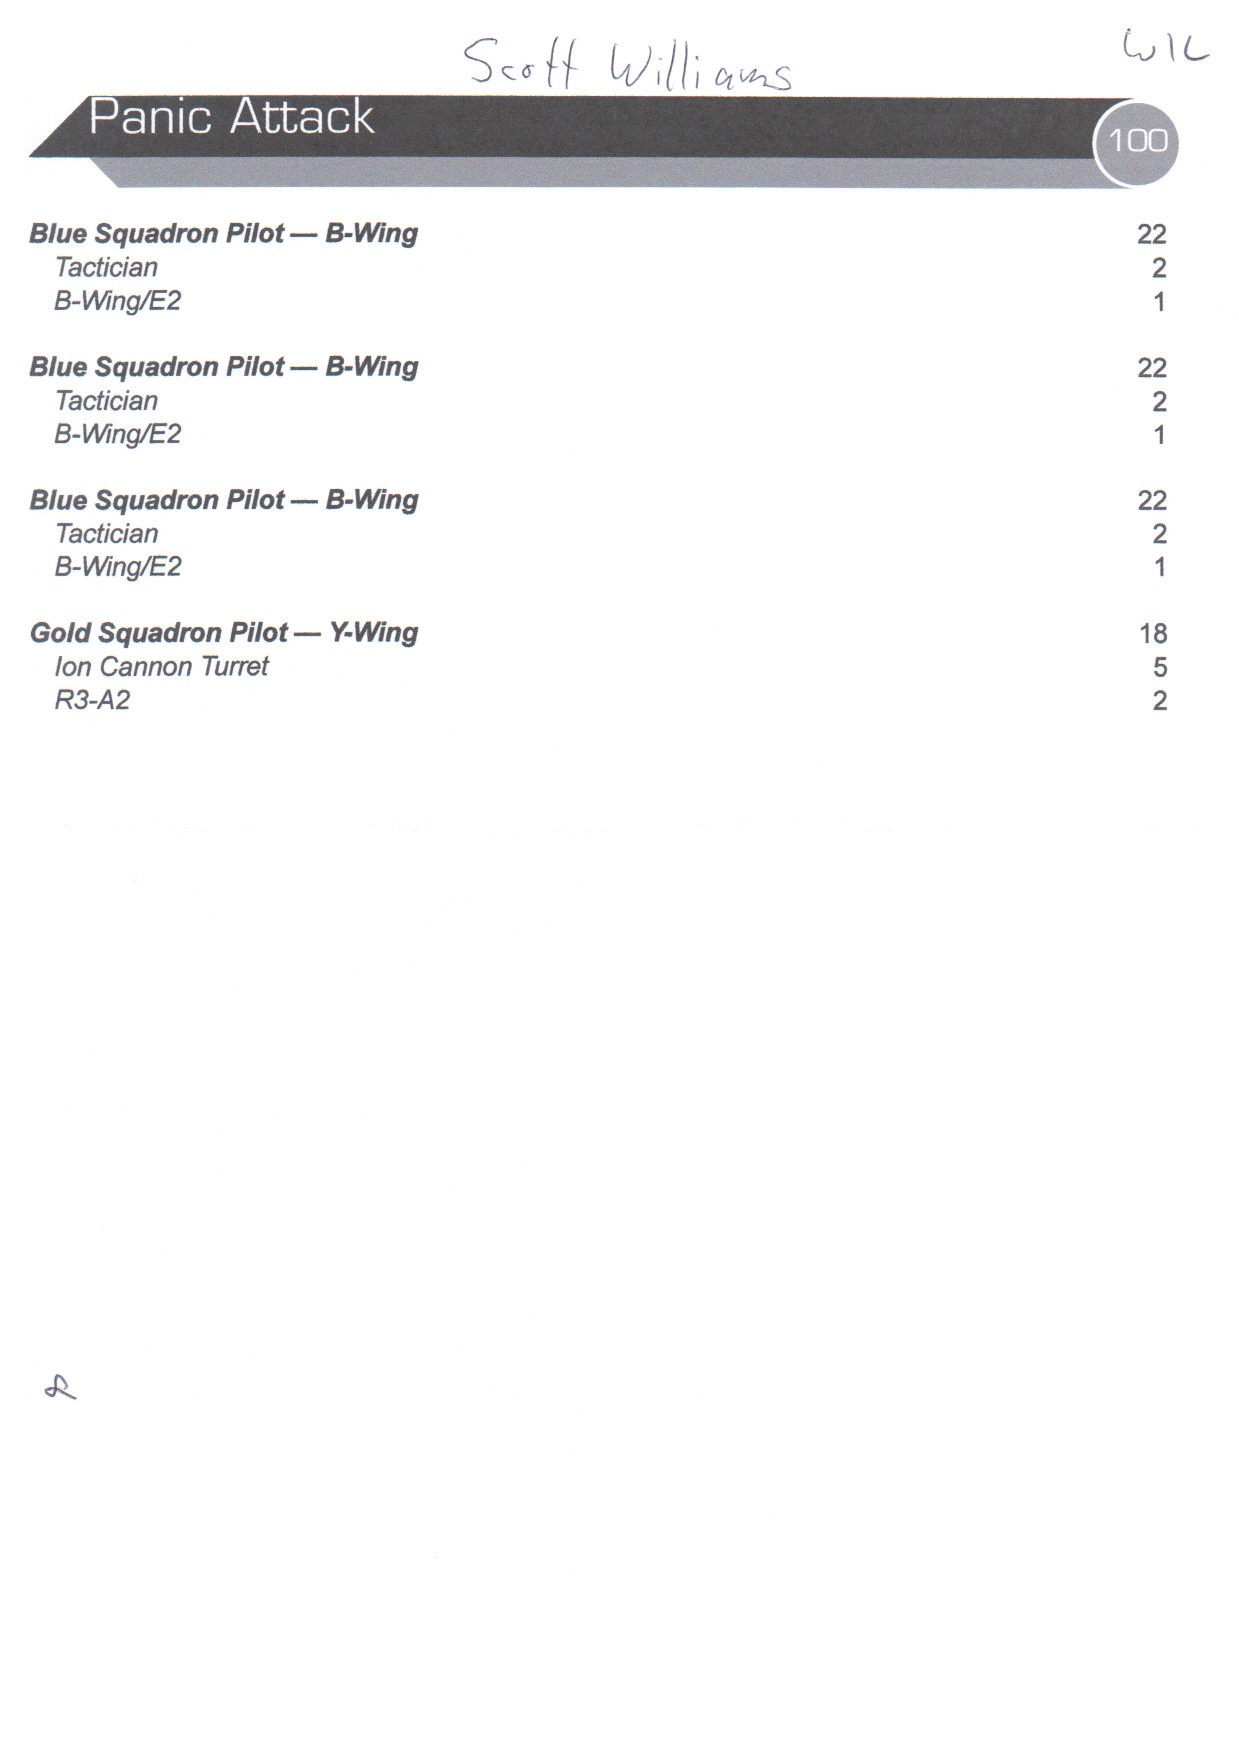 Scott Williams
WIL
Panic Attack 100
Blue Squadron Pilot — B-Wing 22
Tactician 2
B-Wing/E2 1
Blue Squadron Pilot — B-Wing 22
Tactician 2
B-Wing/E2 1
Blue Squadron Pilot — B-Wing 22
Tactician 2
B-Wing/E2 1
Gold Squadron Pilot — Y-Wing 18
Ion Cannon Turret 5
R3-A2 2